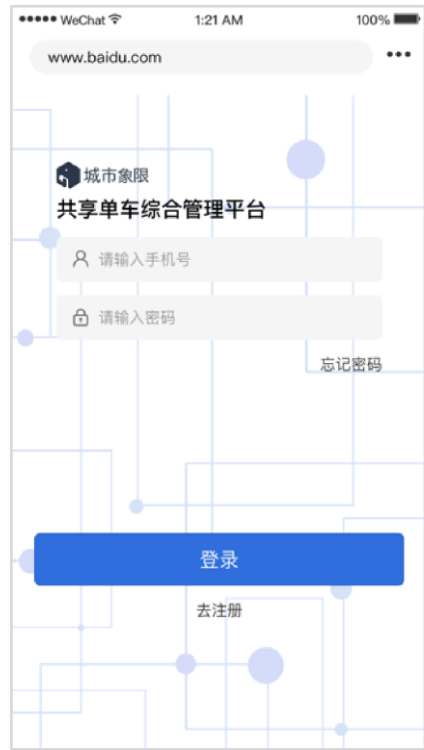 WeChat 1:21 AM 100%
www.baidu.com
城市象限
共享单车综合管理平台
请输入手机号
请输入密码
忘记密码
登录
去注册